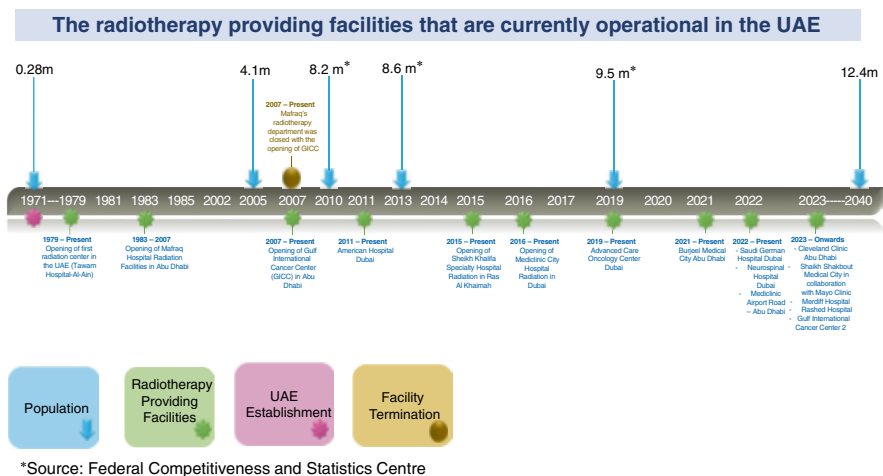 The radiotherapy providing facilities that are currently operational in the UAE
0.28m
4.1m
8.2 m*
8.6 m*
9.5 m*
12.4m
2007 – Present
Mafraq's
radiotherapy
department was
closed with the
opening of GICC
1971---1979 1981 1983 1985 2002 2005 2007 2010 2011 2013 2014 2015 2016 2017 2019 2020 2021 2022 2023-----2040
1979 – Present
Opening of first
radiation center in
the UAE (Tawam
Hospital-Al-Ain)
1983 – 2007
Opening of Mafraq
Hospital Radiation
Facilities in Abu Dhabi
2007 – Present
Opening of Gulf
International
Cancer Center
(GICC) in Abu
Dhabi
2011 – Present
American Hospital
Dubai
2015 – Present
Opening of
Sheikh Khalifa
Specialty Hospital
Radiation in Ras
Al Khaimah
2016 – Present
Opening of
Mediclinic City
Hospital
Radiation in
Dubai
2019 – Present
Advanced Care
Oncology Center
Dubai
2021 – Present
Burjeel Medical
City Abu Dhabi
2022 – Present
- Saudi German
Hospital Dubai
- Neurospinal
Hospital
Dubai
- Mediclinic
Airport Road
– Abu Dhabi
2023 – Onwards
- Cleveland Clinic
Abu Dhabi
- Shaikh Shakbout
Medical City in
collaboration
with Mayo Clinic
- Merdiff Hospital
- Rashed Hospital
- Gulf International
Cancer Center 2
Population
Radiotherapy
Providing
Facilities
UAE
Establishment
Facility
Termination
*Source: Federal Competitiveness and Statistics Centre